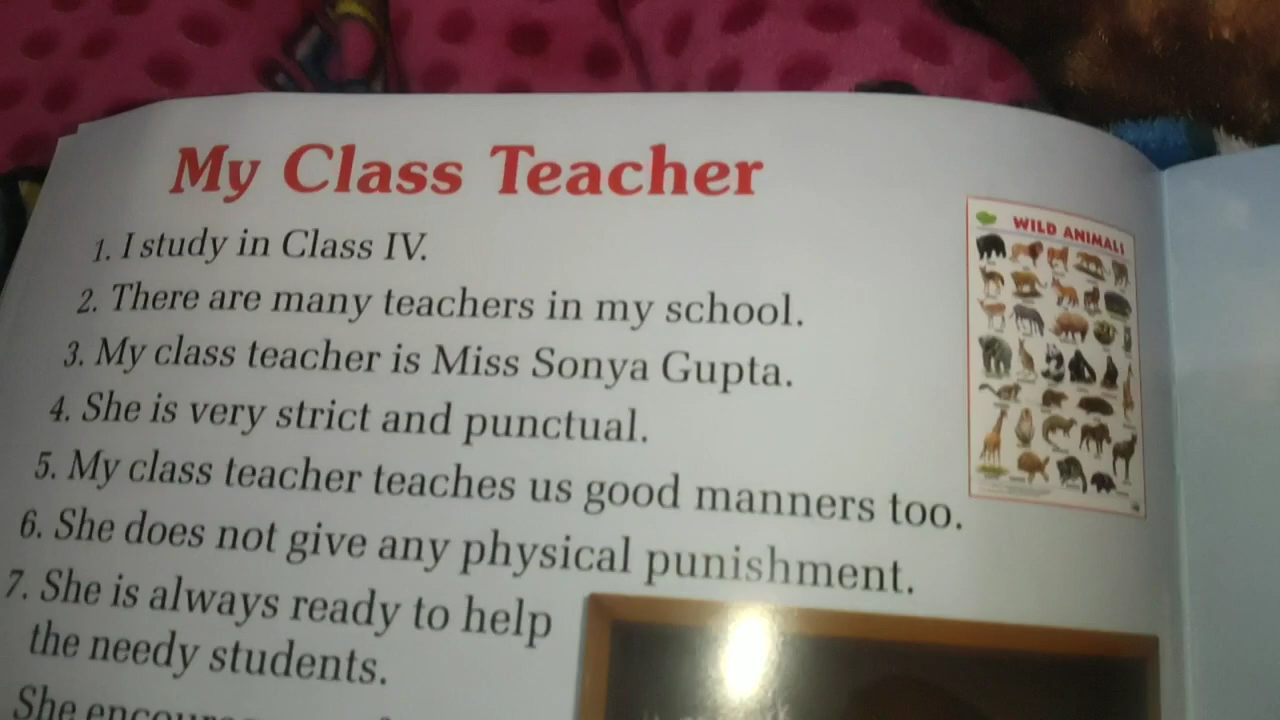 My Class Teacher
WILD ANIMALS
1. I study in Class IV.
2. There are many teachers in my school.
3. My class teacher is Miss Sonya Gupta.
4. She is very strict and punctual.
5. My class teacher teaches us good manners too.
6. She does not give any physical punishment.
7. She is always ready to help
the needy students.
She